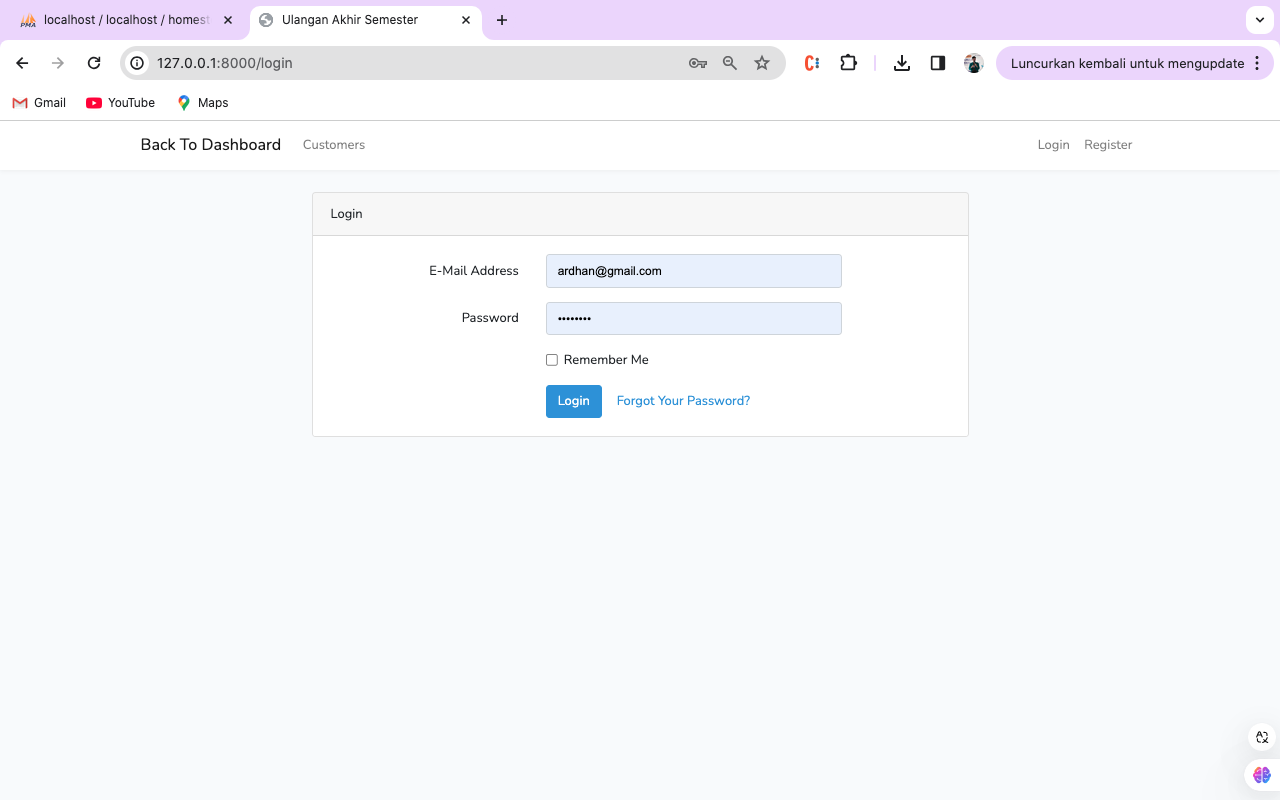 localhost / localhost / homest
Ulangan Akhir Semester
127.0.0.1:8000/login
Luncurkan kembali untuk mengupdate
Gmail
YouTube
Maps
Back To Dashboard
Customers
Login
Register
Login
E-Mail Address
ardhan@gmail.com
Password
••••••••
Remember Me
Login
Forgot Your Password?